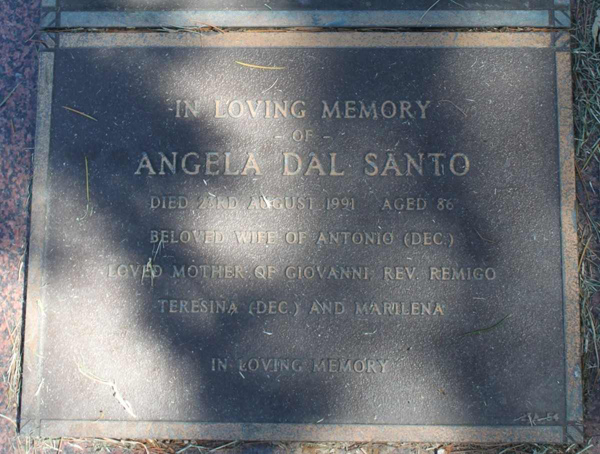 IN LOVING MEMORY
- OF -
ANGELA DAL SANTO
DIED 23RD AUGUST 1991 AGED 86
BELOVED WIFE OF ANTONIO (DEC.)
LOVED MOTHER OF GIOVANNI, REV. REMIGO
TERESINA (DEC.) AND MARILENA
IN LOVING MEMORY